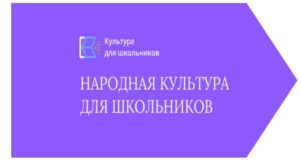 Культура
для школьников
НАРОДНАЯ КУЛЬТУРА
ДЛЯ ШКОЛЬНИКОВ